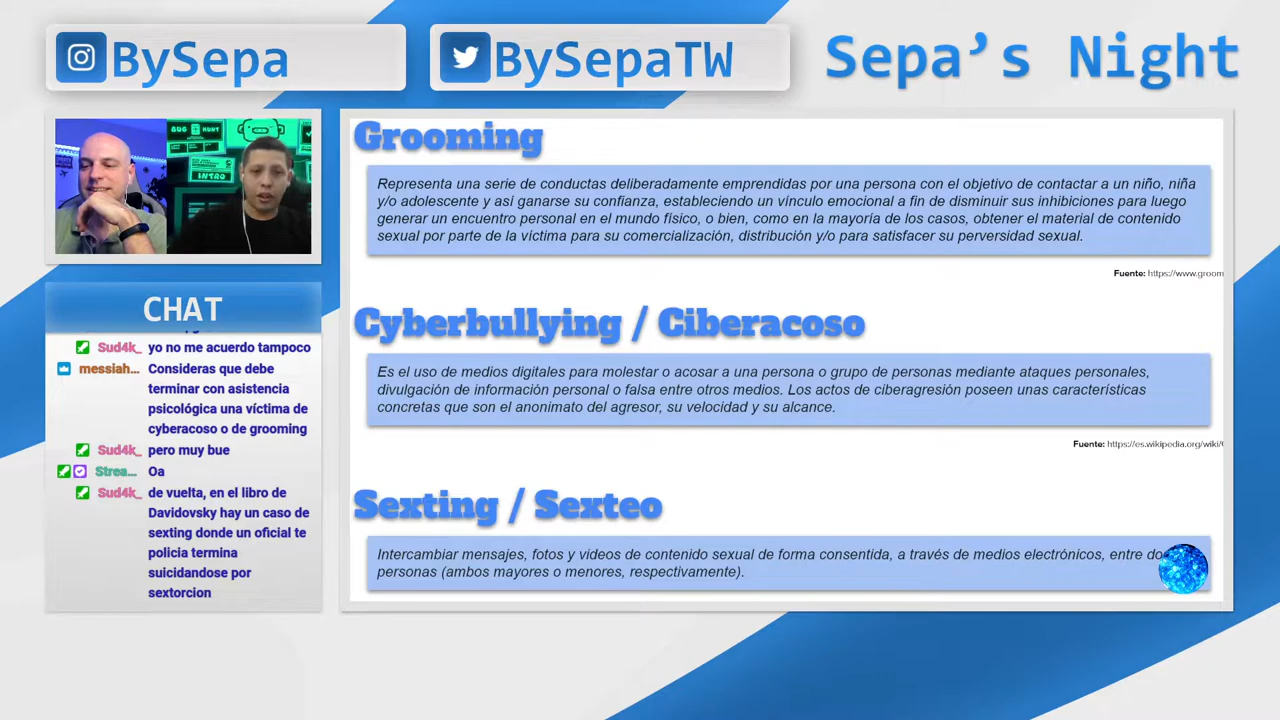 BySepa
BySepaTW
Sepa's Night
BUG HUNT
INTRO
CHAT
Sud4k_ yo no me acuerdo tampoco
messiah... Consideras que debe
terminar con asistencia
psicológica una víctima de
cyberacoso o de grooming
Sud4k_ pero muy bue
Strea... Oa
Sud4k_ de vuelta, en el libro de
Davidovsky hay un caso de
sexting donde un oficial te
policia termina
suicidandose por
sextorcion
Grooming
Representa una serie de conductas deliberadamente emprendidas por una persona con el objetivo de contactar a un niño, niña
y/o adolescente y así ganarse su confianza, estableciendo un vínculo emocional a fin de disminuir sus inhibiciones para luego
generar un encuentro personal en el mundo físico, o bien, como en la mayoría de los casos, obtener el material de contenido
sexual por parte de la víctima para su comercialización, distribución y/o para satisfacer su perversidad sexual.
Fuente: https://www.groom
Cyberbullying / Ciberacoso
Es el uso de medios digitales para molestar o acosar a una persona o grupo de personas mediante ataques personales,
divulgación de información personal o falsa entre otros medios. Los actos de ciberagresión poseen unas características
concretas que son el anonimato del agresor, su velocidad y su alcance.
Fuente: https://es.wikipedia.org/wiki/
Sexting / Sexteo
Intercambiar mensajes, fotos y videos de contenido sexual de forma consentida, a través de medios electrónicos, entre
personas (ambos mayores o menores, respectivamente).